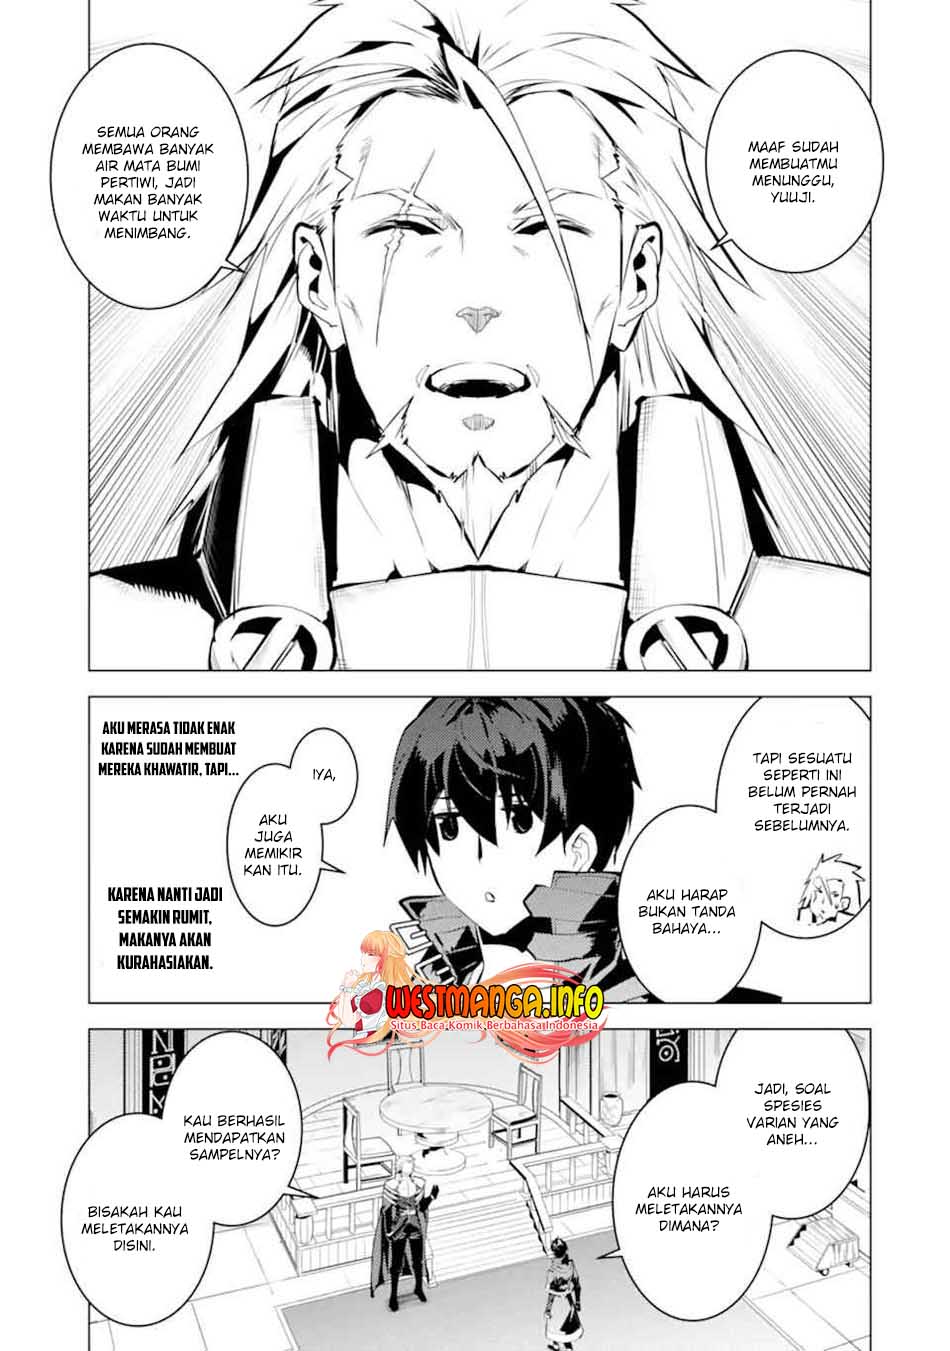 MAAF SUDAH
MEMBUATMU
MENUNGGU,
YUUJI.
SEMUA ORANG
MEMBAWA BANYAK
AIR MATA BUMI
PERTIWI, JADI
MAKAN BANYAK
WAKTU UNTUK
MENIMBANG.
TAPI SESUATU
SEPERTI INI
BELUM PERNAH
TERJADI
SEBELUMNYA.
AKU HARAP
BUKAN TANDA
BAHAYA...
IYA,
AKU
JUGA
MEMIKIR
KAN ITU.
AKU MERASA TIDAK ENAK
KARENA SUDAH MEMBUAT
MEREKA KHAWATIR, TAPI...
KARENA NANTI JADI
SEMAKIN RUMIT,
MAKANYA AKAN
KURAHASIAKAN.
WESTMANGA.INFO
Situs Baca Komik Berbahasa Indonesia
JADI, SOAL
SPESIES
VARIAN YANG
ANEH...
AKU HARUS
MELETAKANNYA
DIMANA?
KAU BERHASIL
MENDAPATKAN
SAMPELNYA?
BISAKAH KAU
MELETAKANNYA
DISINI.